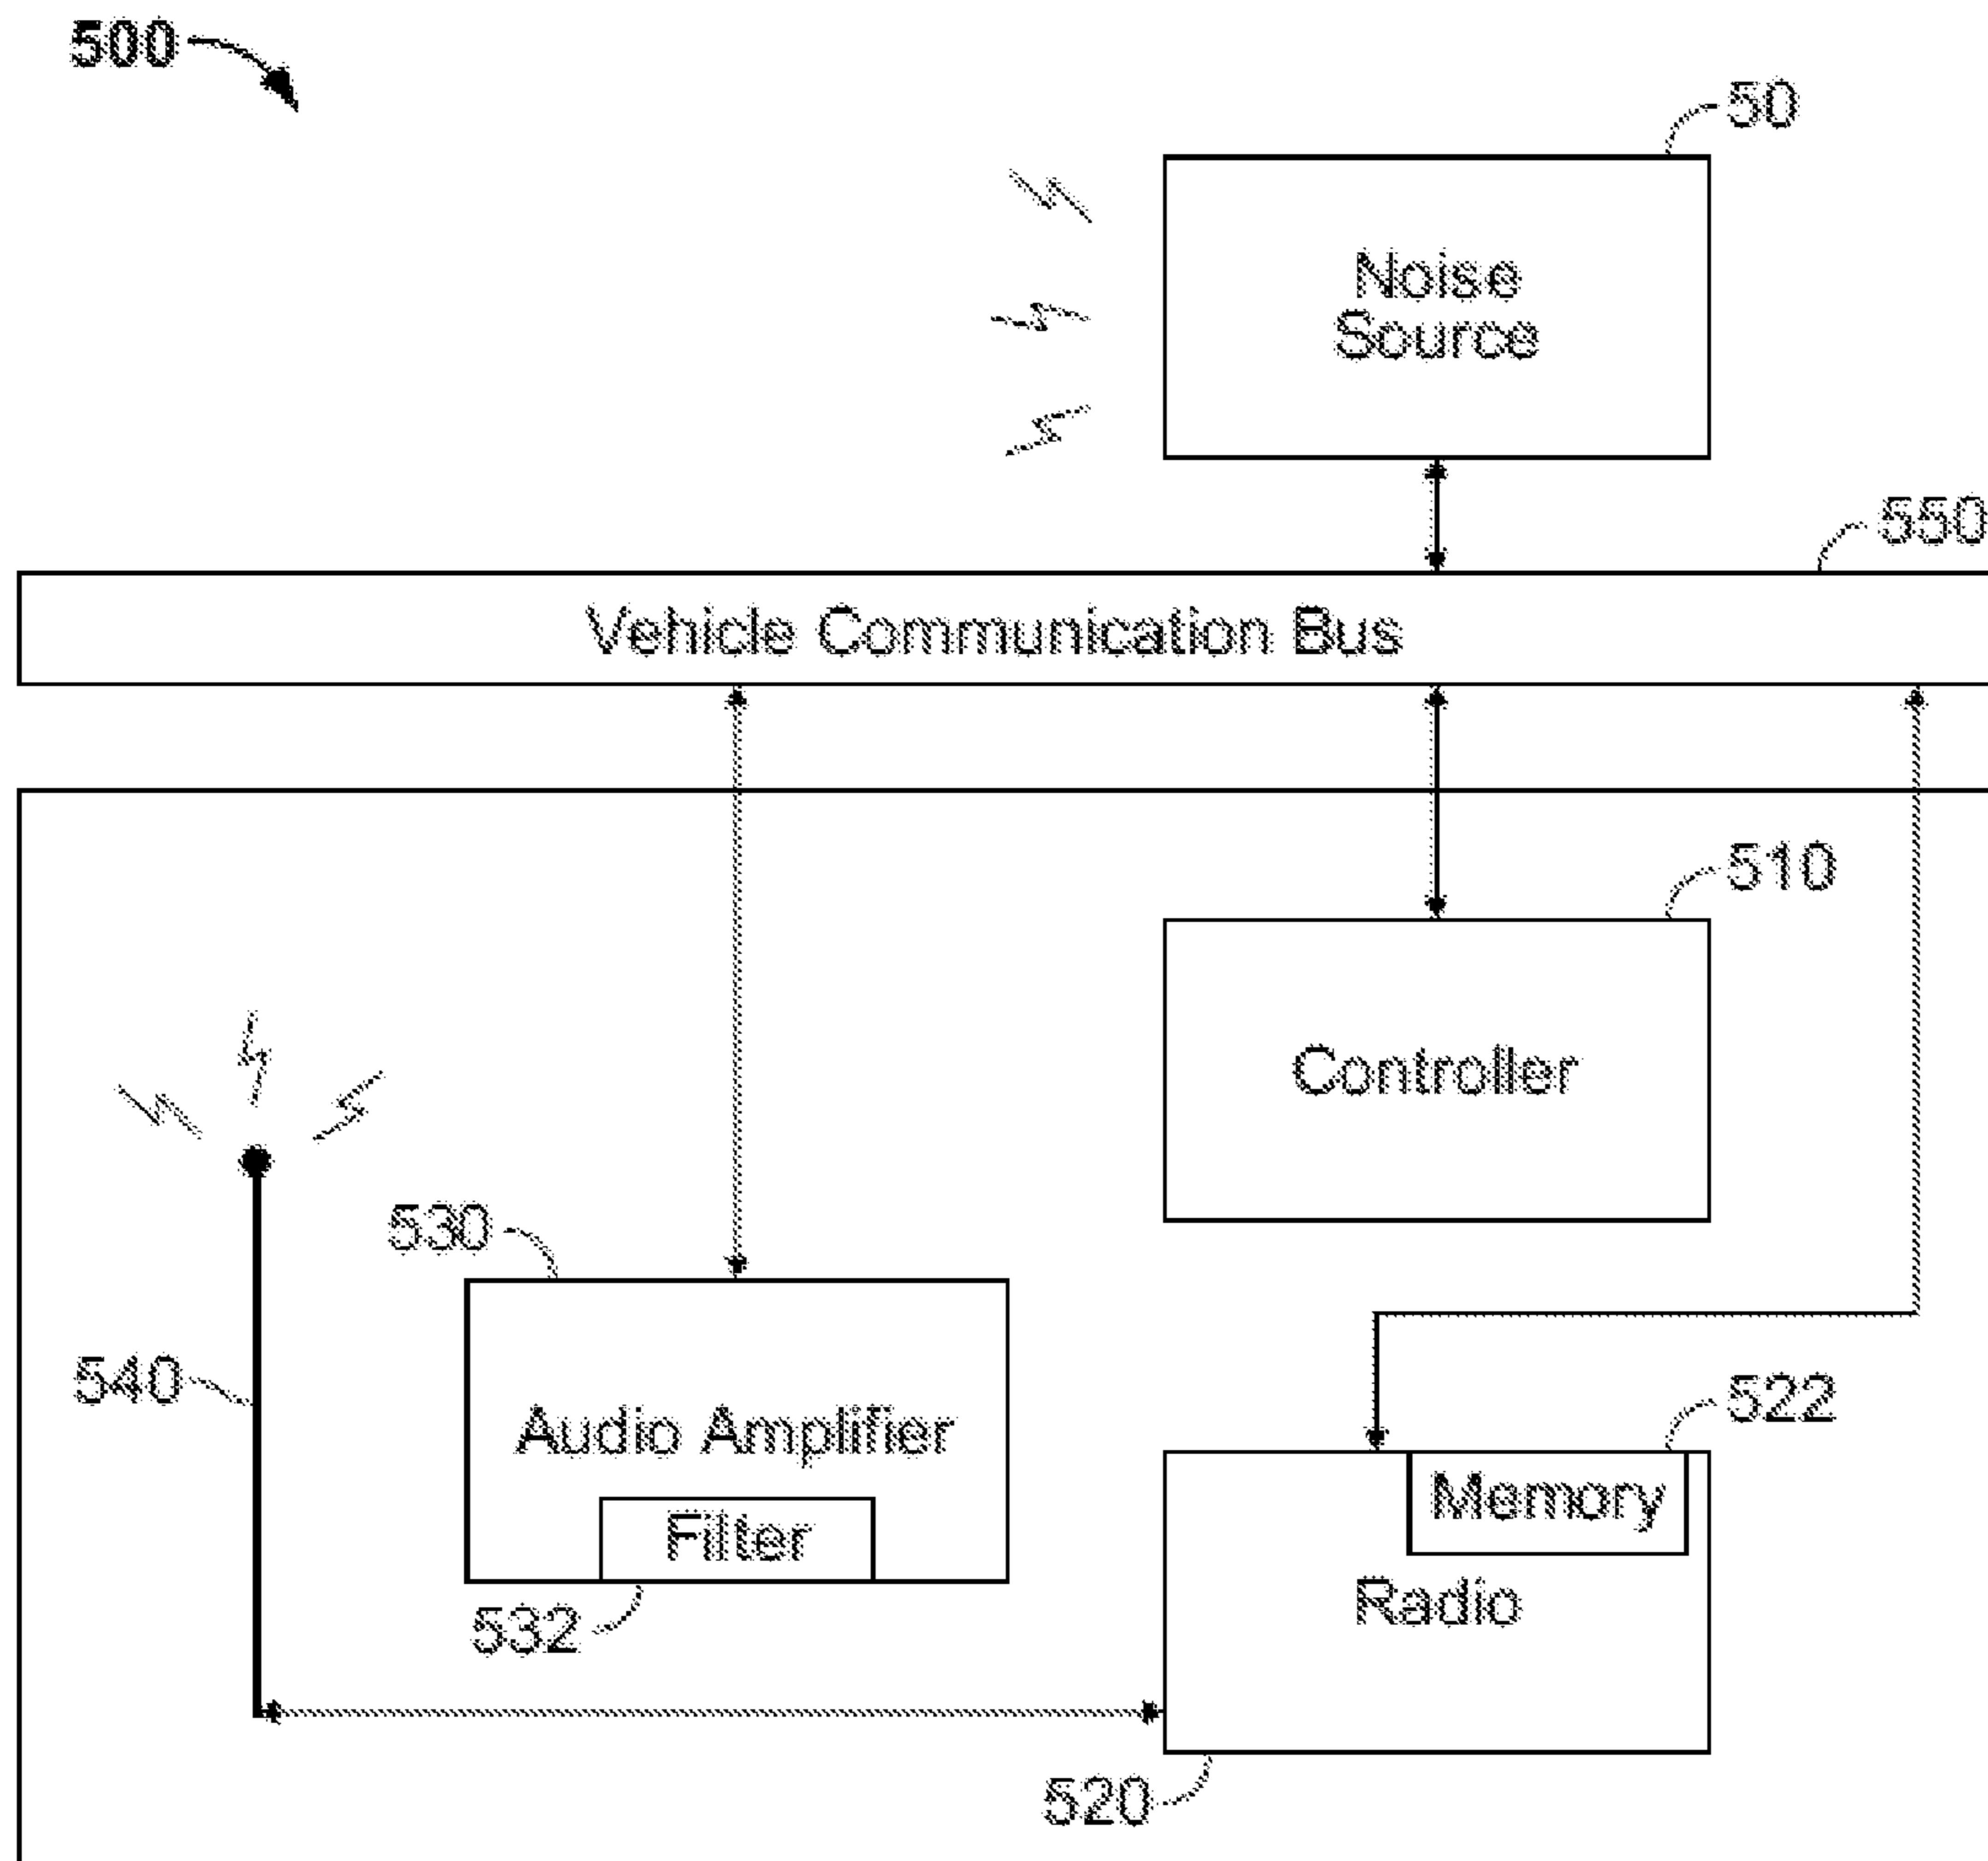 500
50
Noise
Source
550
Vehicle Communication Bus
510
Controller
530
540
Audio Amplifier
522
Memory
Filter
Radio
532
520